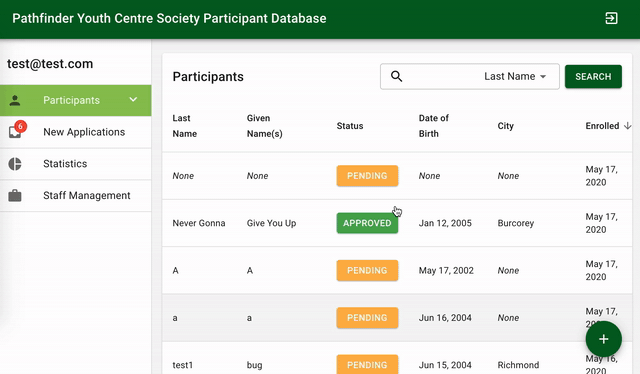 Pathfinder Youth Centre Society Participant Database
test@test.com
Participants
6
New Applications
Statistics
Staff Management
Participants
Last Name
SEARCH
Last Name Given Name(s) Status Date of Birth City Enrolled
None None PENDING None None May 17, 2020
Never Gonna Give You Up APPROVED Jan 12, 2005 Burcorey May 17, 2020
A A PENDING May 17, 2002 None May 17, 2020
a a PENDING Jun 16, 2004 None May 17, 2020
test1 bug PENDING Jun 15, 2004 Richmond May 16, 2020